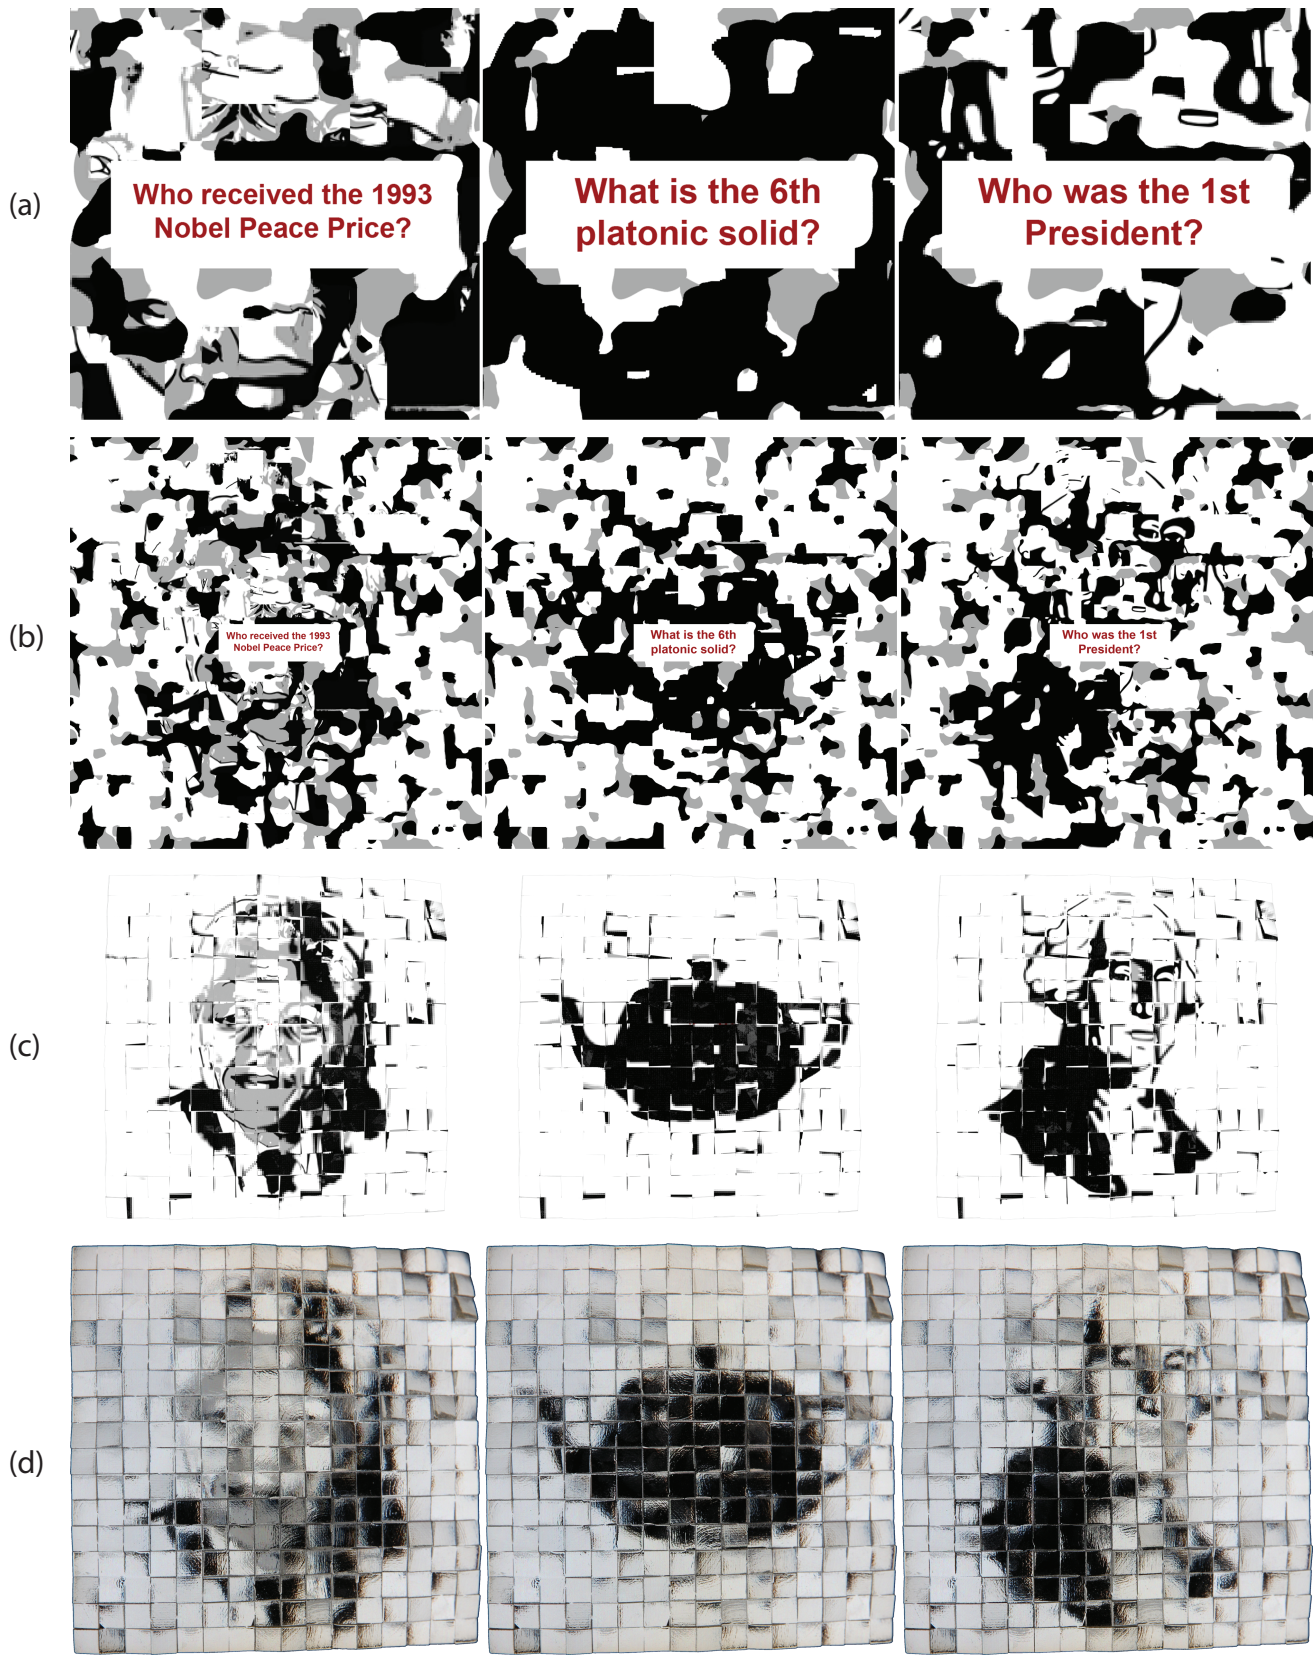 (a)
Who received the 1993
Nobel Peace Price?
What is the 6th
platonic solid?
Who was the 1st
President?
(b)
Who received the 1993
Nobel Peace Price?
What is the 6th
platonic solid?
Who was the 1st
President?
(c)
(d)